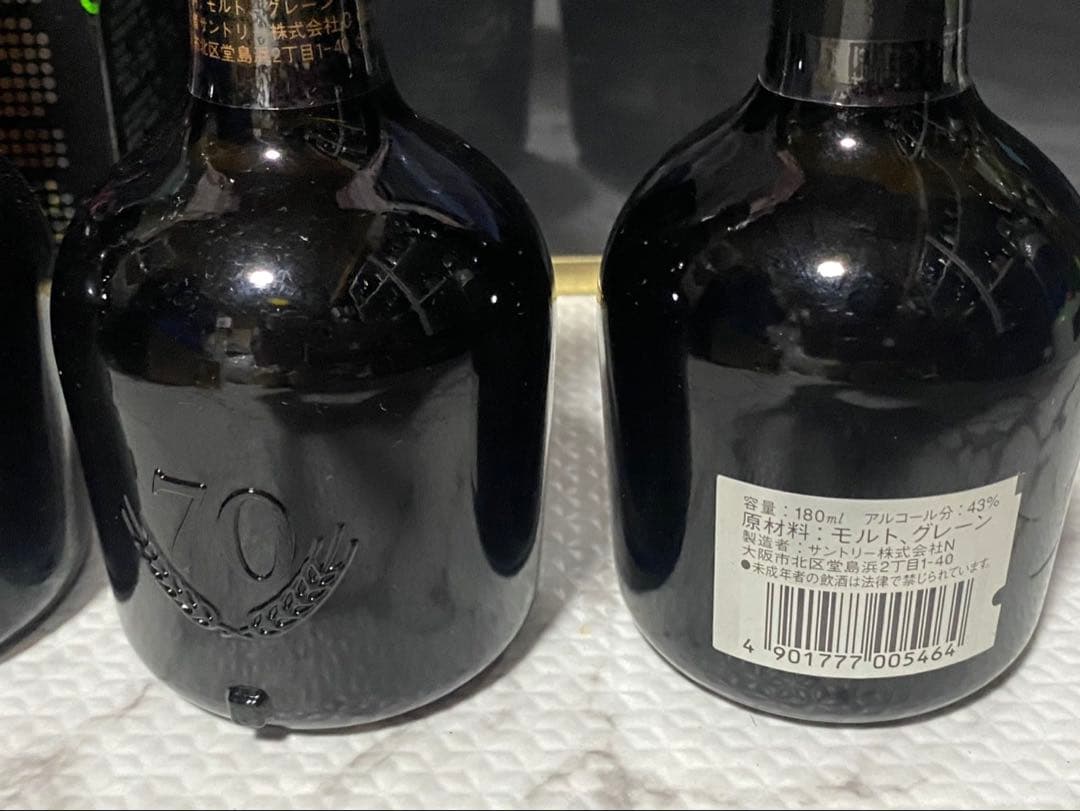 モルト、グレーン
サントリー株式会社O
市北区堂島浜2丁目1-40
70
容量：180ml アルコール分：43%
原材料：モルト、グレーン
製造者：サントリー株式会社N
大阪市北区堂島浜2丁目1-40
●未成年者の飲酒は法律で禁じられています。
4 901777 005464